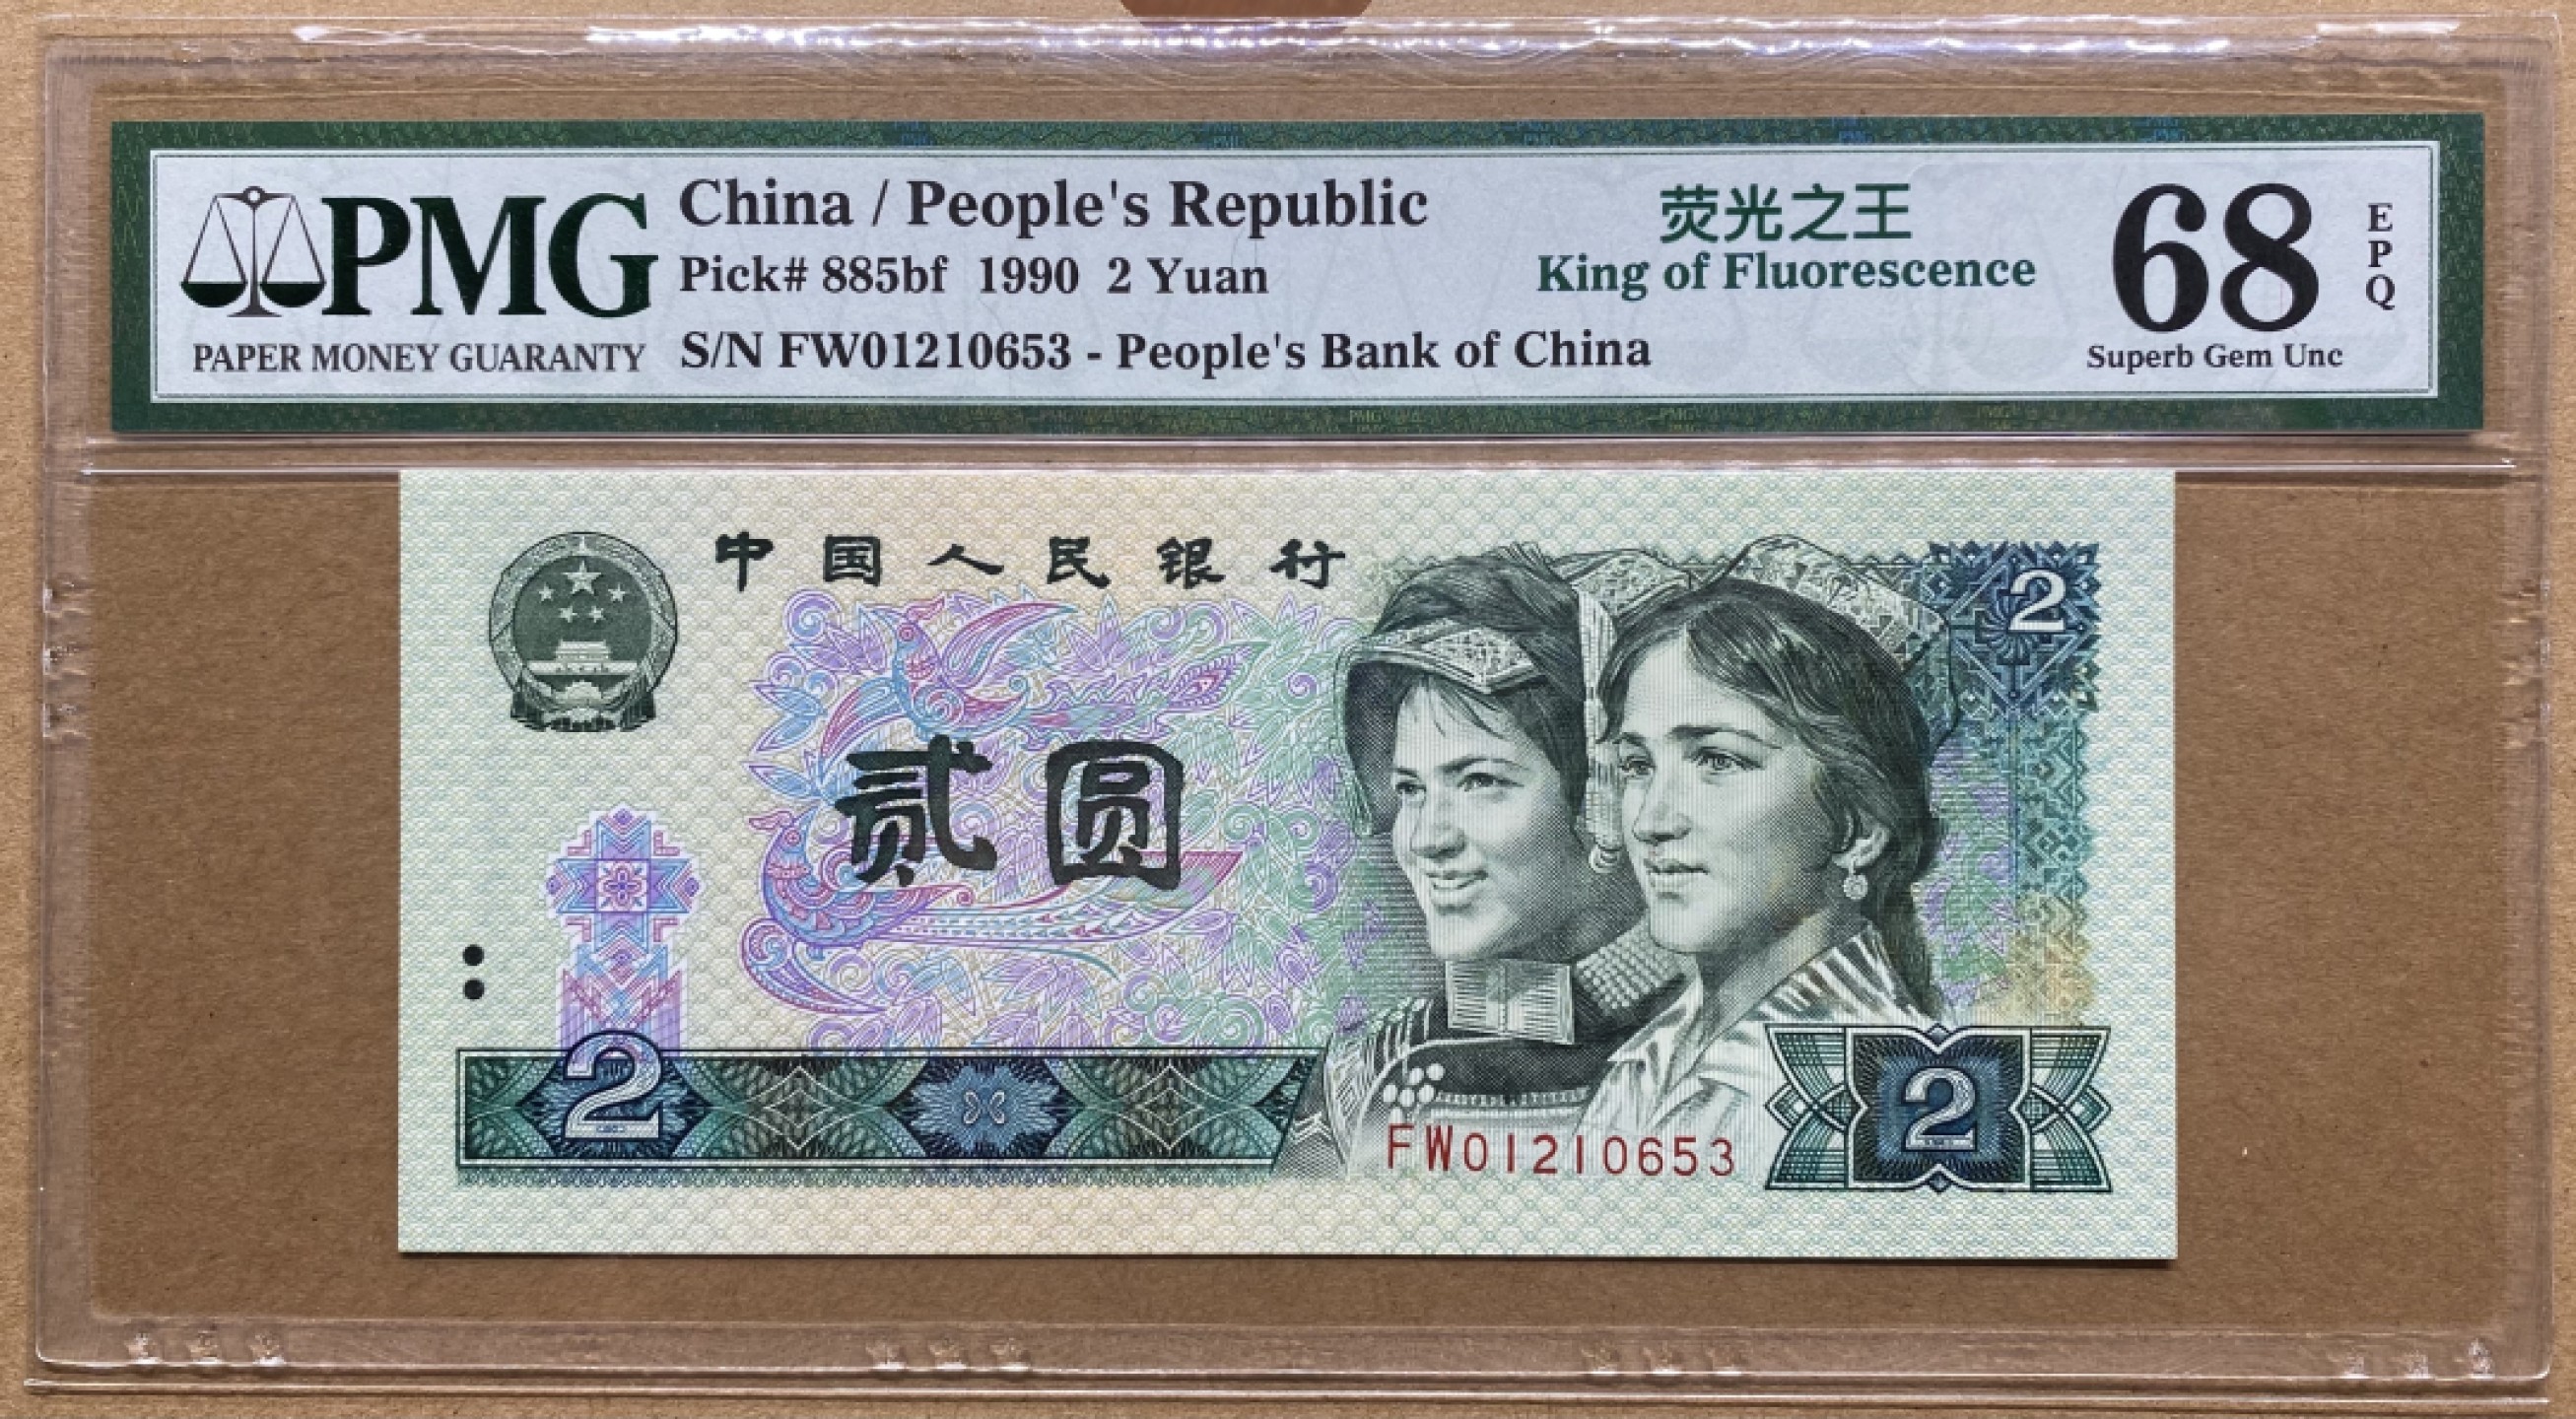 PMG
PAPER MONEY GUARANTY
China / People's Republic
Pick# 885bf 1990 2 Yuan
S/N FW01210653 - People's Bank of China
荧光之王
King of Fluorescence
68
EPQ
Superb Gem Unc
中国人民银行
2
贰圆
2
FW01210653
2